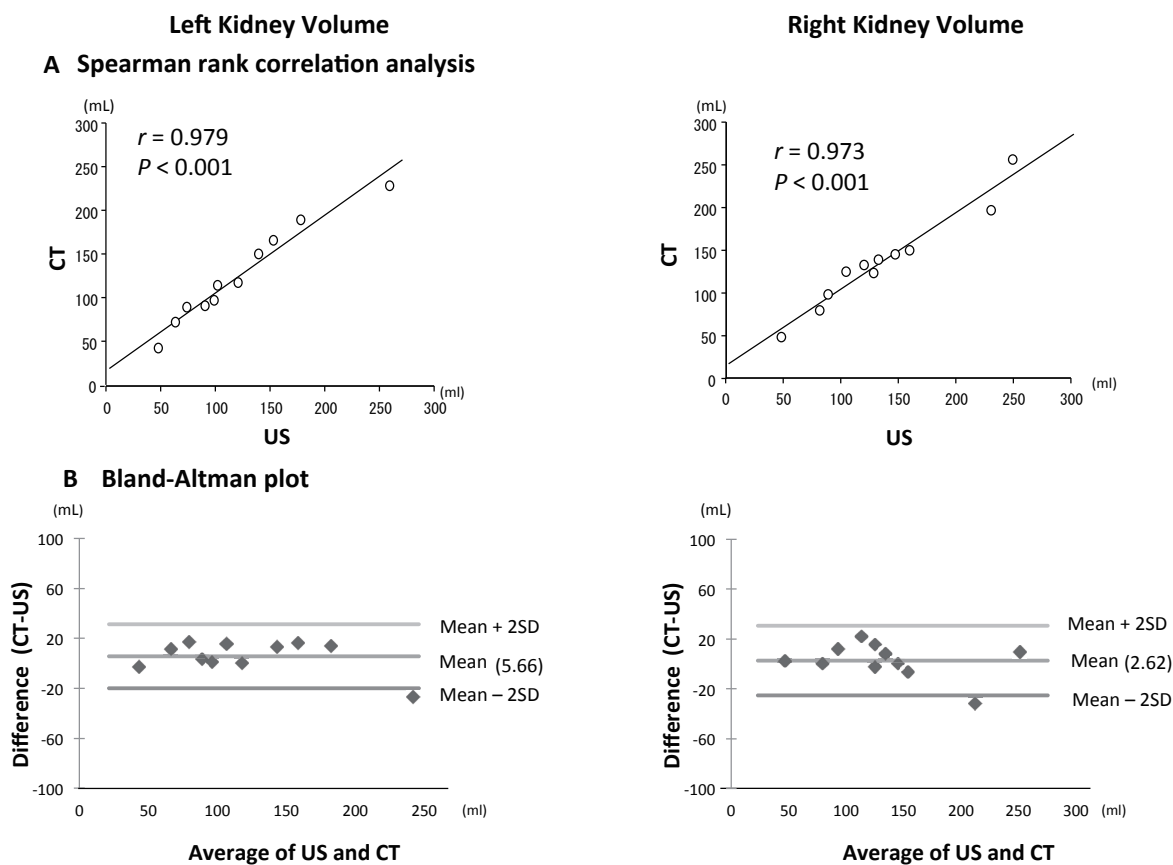 Left Kidney Volume
Right Kidney Volume
A Spearman rank correlation analysis
(mL)
300
250
200
150
100
50
0
CT
r = 0.979
P < 0.001
0 50 100 150 200 250 300
(ml)
US
(mL)
300
250
200
150
100
50
0
CT
r = 0.973
P < 0.001
0 50 100 150 200 250 300
(ml)
US
B Bland-Altman plot
(mL)
100
60
20
-20
-60
-100
Difference (CT-US)
Mean + 2SD
Mean (5.66)
Mean – 2SD
0 50 100 150 200 250 (ml)
Average of US and CT
(mL)
100
60
20
-20
-60
-100
Difference (CT-US)
Mean + 2SD
Mean (2.62)
Mean – 2SD
0 50 100 150 200 250 300 (ml)
Average of US and CT